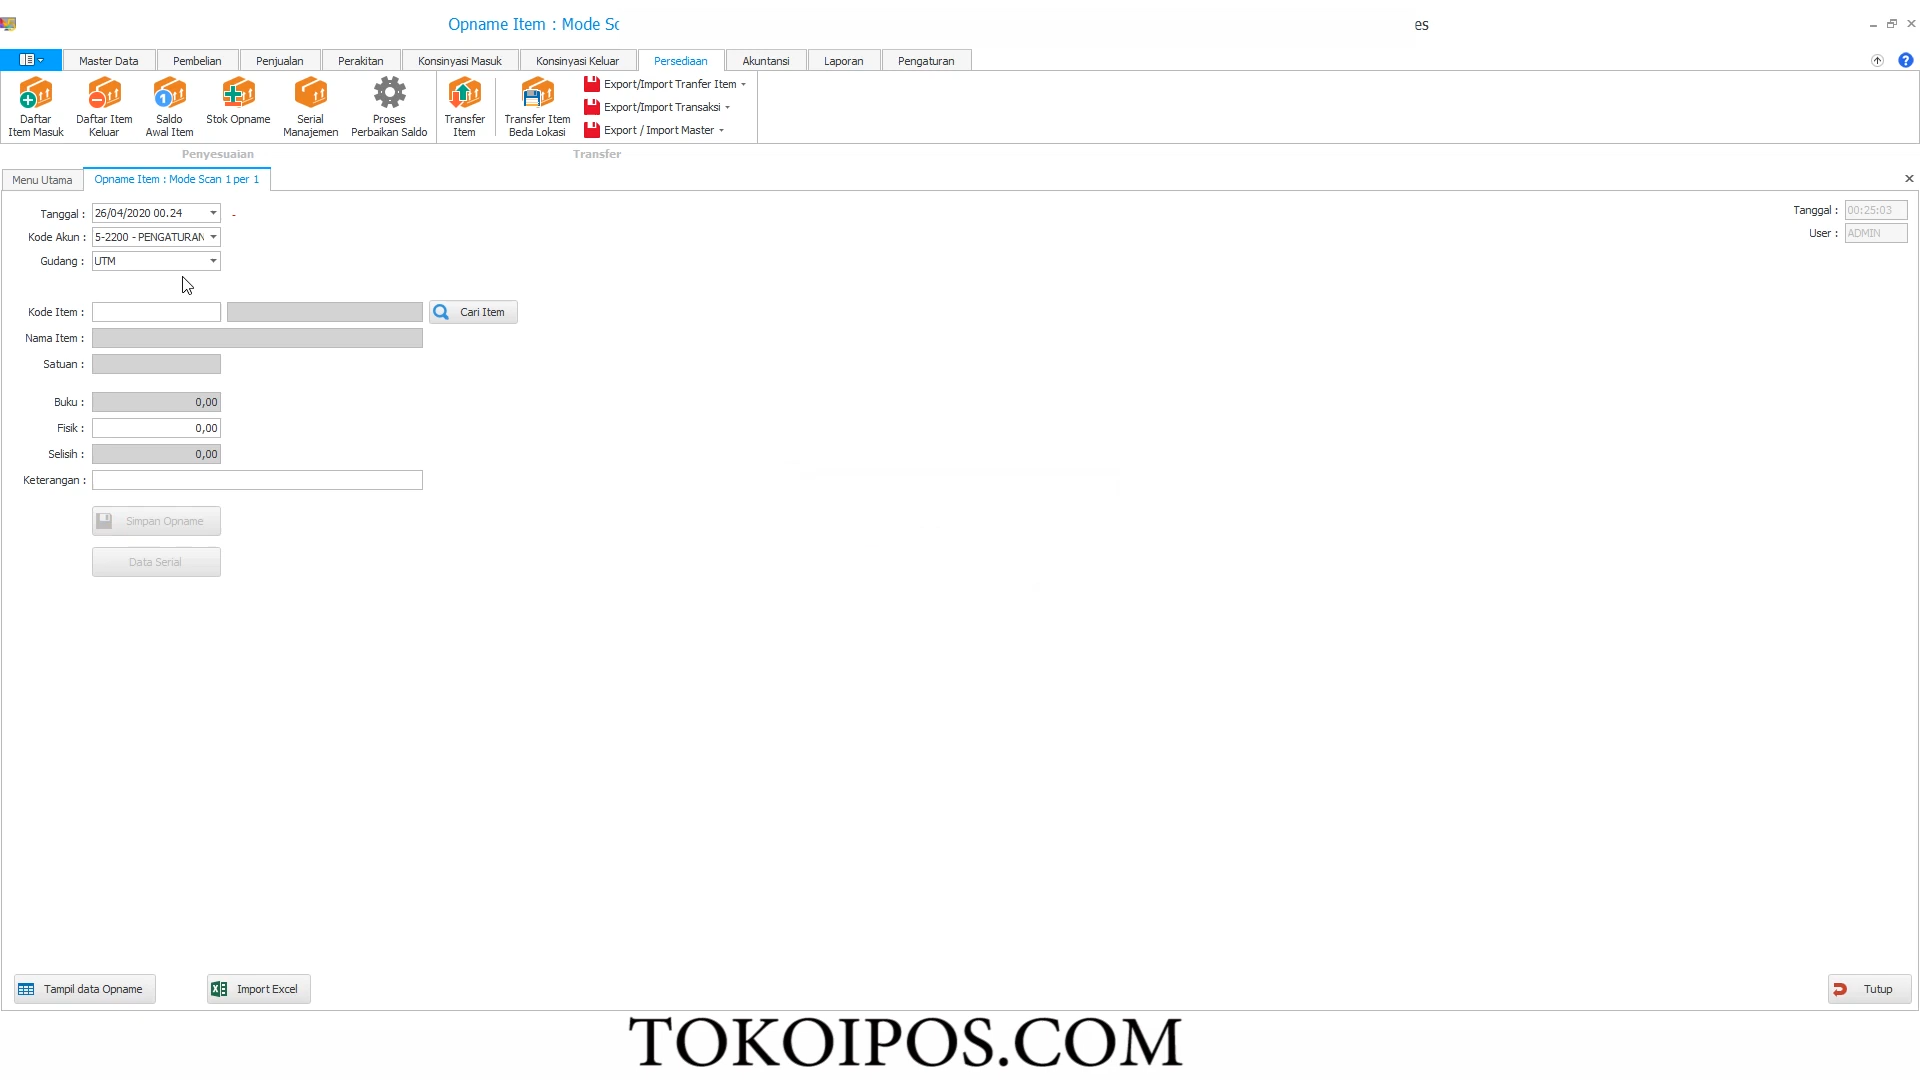 Opname Item : Mode Sc
es
Master Data
Pembelian
Penjualan
Perakitan
Konsinyasi Masuk
Konsinyasi Keluar
Persediaan
Akuntansi
Laporan
Pengaturan
Daftar
Item Masuk
Daftar Item
Keluar
Saldo
Awal Item
Stok Opname
Serial
Manajemen
Proses
Perbaikan Saldo
Transfer
Item
Transfer Item
Beda Lokasi
Export/Import Tranfer Item
Export/Import Transaksi
Export / Import Master
Penyesuaian
Transfer
Menu Utama
Opname Item : Mode Scan 1 per 1
Tanggal : 26/04/2020 00.24 -
Kode Akun : 5-2200 - PENGATURAN
Gudang : UTM
Tanggal : 00:25:03
User : ADMIN
Kode Item : Cari Item
Nama Item :
Satuan :
Buku : 0,00
Fisik : 0,00
Selisih : 0,00
Keterangan :
Simpan Opname
Data Serial
Tampil data Opname
Import Excel
Tutup
TOKOIPOS.COM